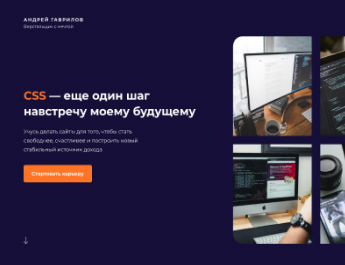 АНДРЕЙ ГАВРИЛОВ
Верстальщик с мечтой
CSS — еще один шаг
навстречу моему будущему
Учусь делать сайты для того, чтобы стать
свободнее, счастливее и построить новый
стабильный источник дохода
Стартовать карьеру